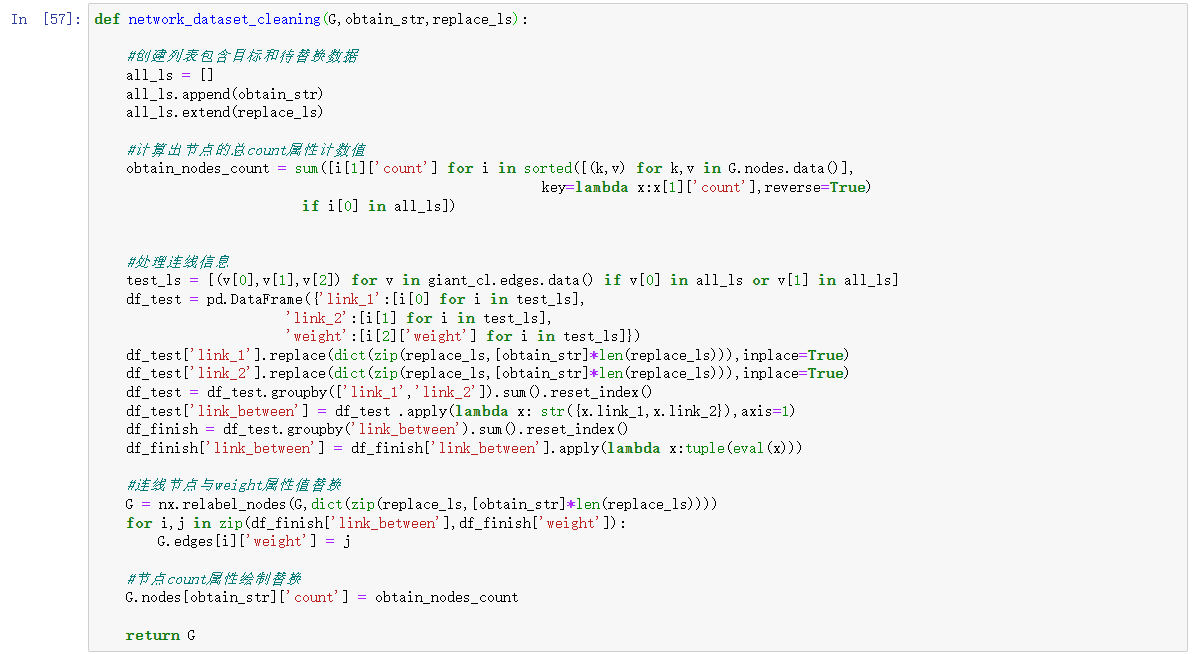 In [57]: def network_dataset_cleaning(G,obtain_str,replace_ls):
#创建列表包含目标和待替换数据
all_ls = []
all_ls.append(obtain_str)
all_ls.extend(replace_ls)
#计算出节点的总count属性计数值
obtain_nodes_count = sum([i[1]['count'] for i in sorted([(k,v) for k,v in G.nodes.data()],
key=lambda x:x[1]['count'],reverse=True)
if i[0] in all_ls])
#处理连线信息
test_ls = [(v[0],v[1],v[2]) for v in giant_cl.edges.data() if v[0] in all_ls or v[1] in all_ls]
df_test = pd.DataFrame({'link_1':[i[0] for i in test_ls],
'link_2':[i[1] for i in test_ls],
'weight':[i[2]['weight'] for i in test_ls]})
df_test['link_1'].replace(dict(zip(replace_ls,[obtain_str]*len(replace_ls))),inplace=True)
df_test['link_2'].replace(dict(zip(replace_ls,[obtain_str]*len(replace_ls))),inplace=True)
df_test = df_test.groupby(['link_1','link_2']).sum().reset_index()
df_test['link_between'] = df_test .apply(lambda x: str({x.link_1,x.link_2}),axis=1)
df_finish = df_test.groupby('link_between').sum().reset_index()
df_finish['link_between'] = df_finish['link_between'].apply(lambda x:tuple(eval(x)))
#连线节点与weight属性值替换
G = nx.relabel_nodes(G,dict(zip(replace_ls,[obtain_str]*len(replace_ls))))
for i,j in zip(df_finish['link_between'],df_finish['weight']):
G.edges[i]['weight'] = j
#节点count属性绘制替换
G.nodes[obtain_str]['count'] = obtain_nodes_count
return G